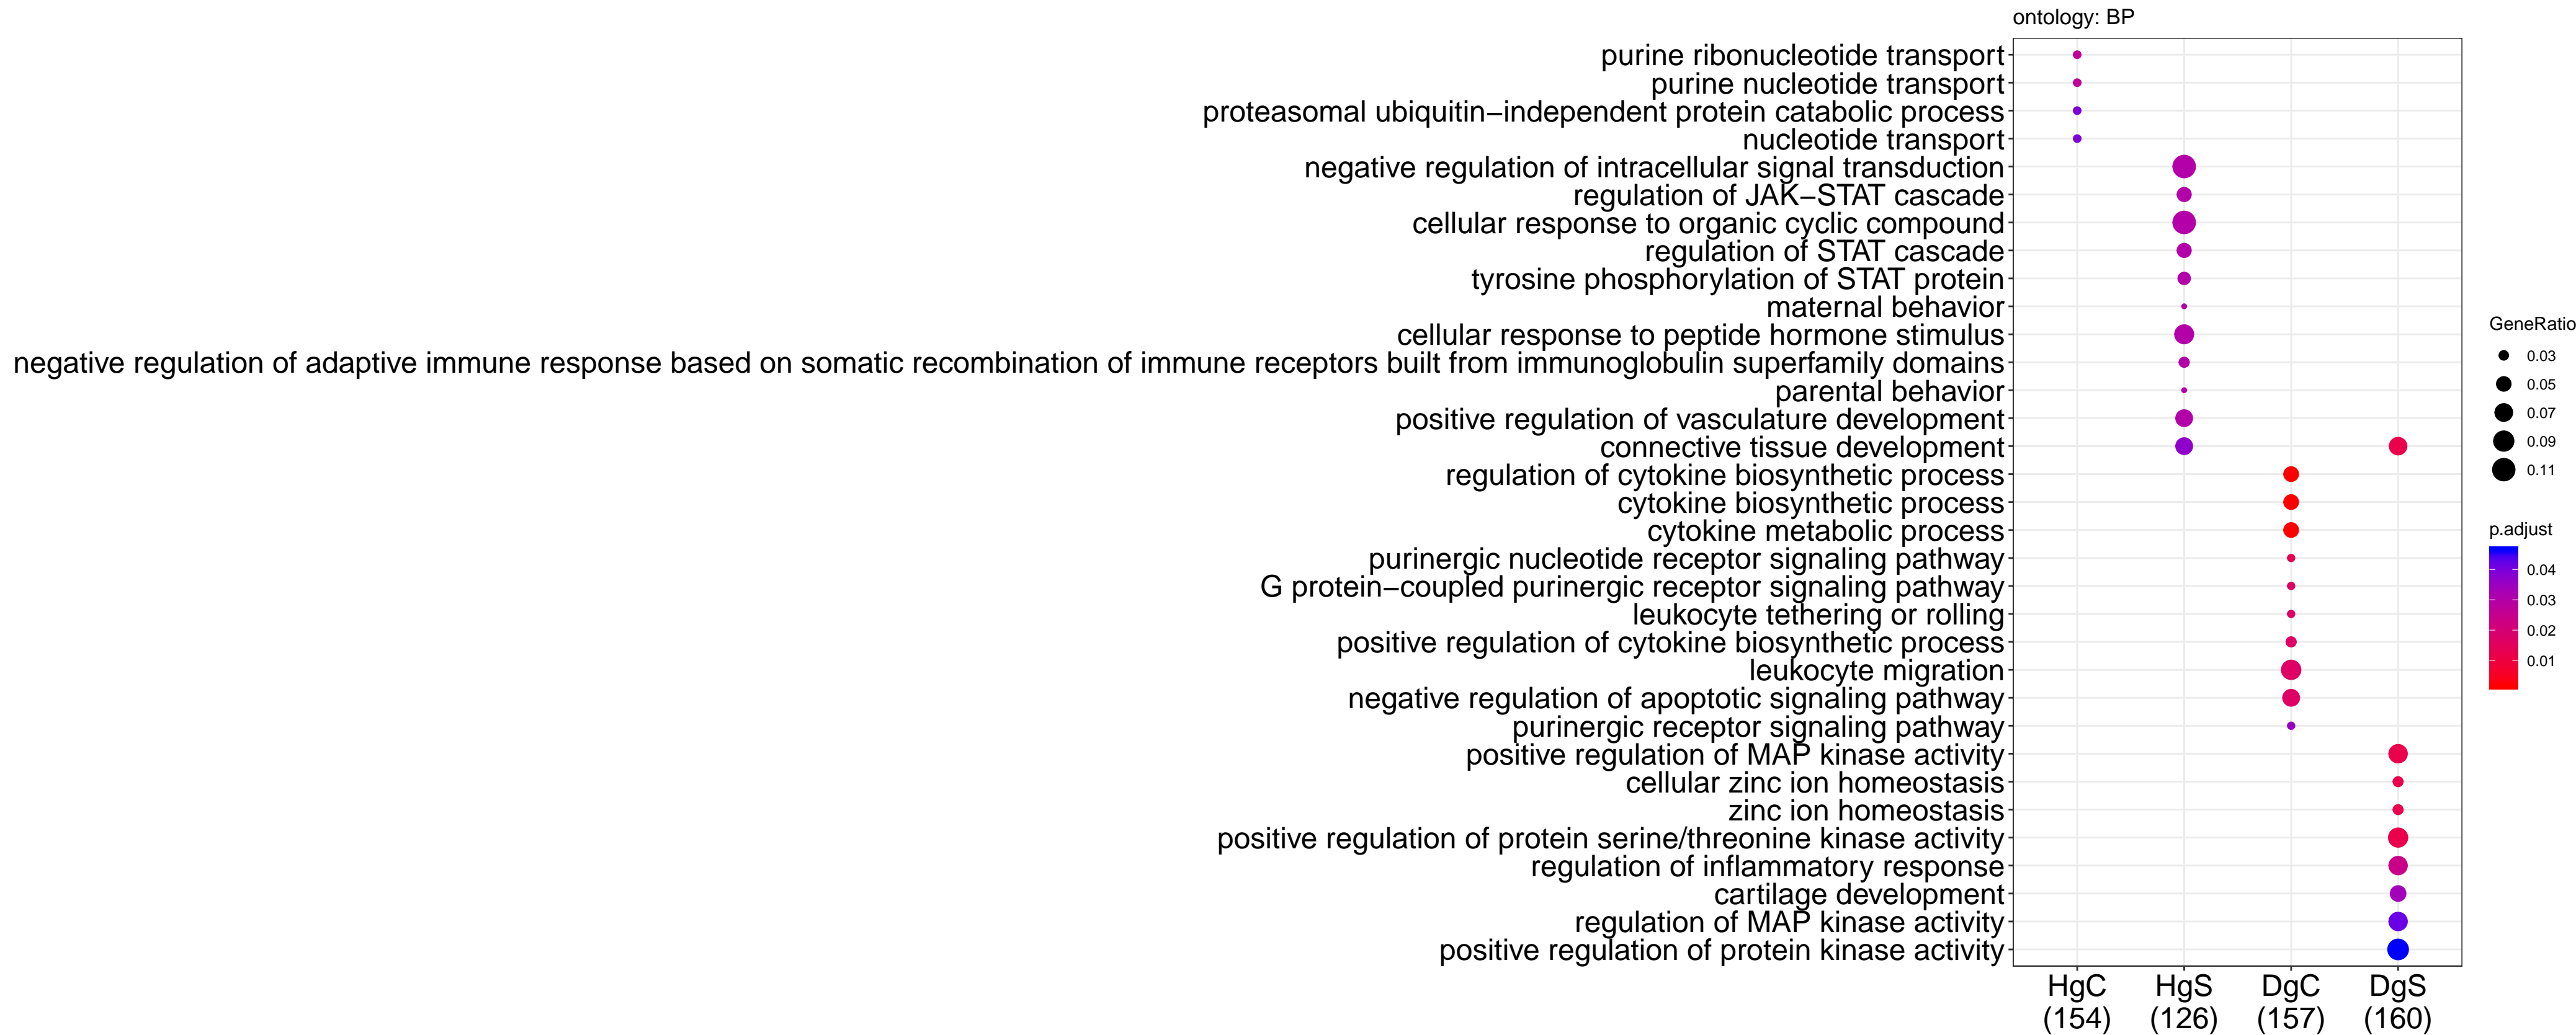 ontology: BP
purine ribonucleotide transport
purine nucleotide transport
proteasomal ubiquitin−independent protein catabolic process
nucleotide transport
negative regulation of intracellular signal transduction
regulation of JAK−STAT cascade
cellular response to organic cyclic compound
regulation of STAT cascade
tyrosine phosphorylation of STAT protein
maternal behavior
cellular response to peptide hormone stimulus
negative regulation of adaptive immune response based on somatic recombination of immune receptors built from immunoglobulin superfamily domains
parental behavior
positive regulation of vasculature development
connective tissue development
regulation of cytokine biosynthetic process
cytokine biosynthetic process
cytokine metabolic process
purinergic nucleotide receptor signaling pathway
G protein−coupled purinergic receptor signaling pathway
leukocyte tethering or rolling
positive regulation of cytokine biosynthetic process
leukocyte migration
negative regulation of apoptotic signaling pathway
purinergic receptor signaling pathway
positive regulation of MAP kinase activity
cellular zinc ion homeostasis
zinc ion homeostasis
positive regulation of protein serine/threonine kinase activity
regulation of inflammatory response
cartilage development
regulation of MAP kinase activity
positive regulation of protein kinase activity
HgC HgS DgC DgS
(154) (126) (157) (160)
GeneRatio
0.03
0.05
0.07
0.09
0.11
p.adjust
0.04
0.03
0.02
0.01